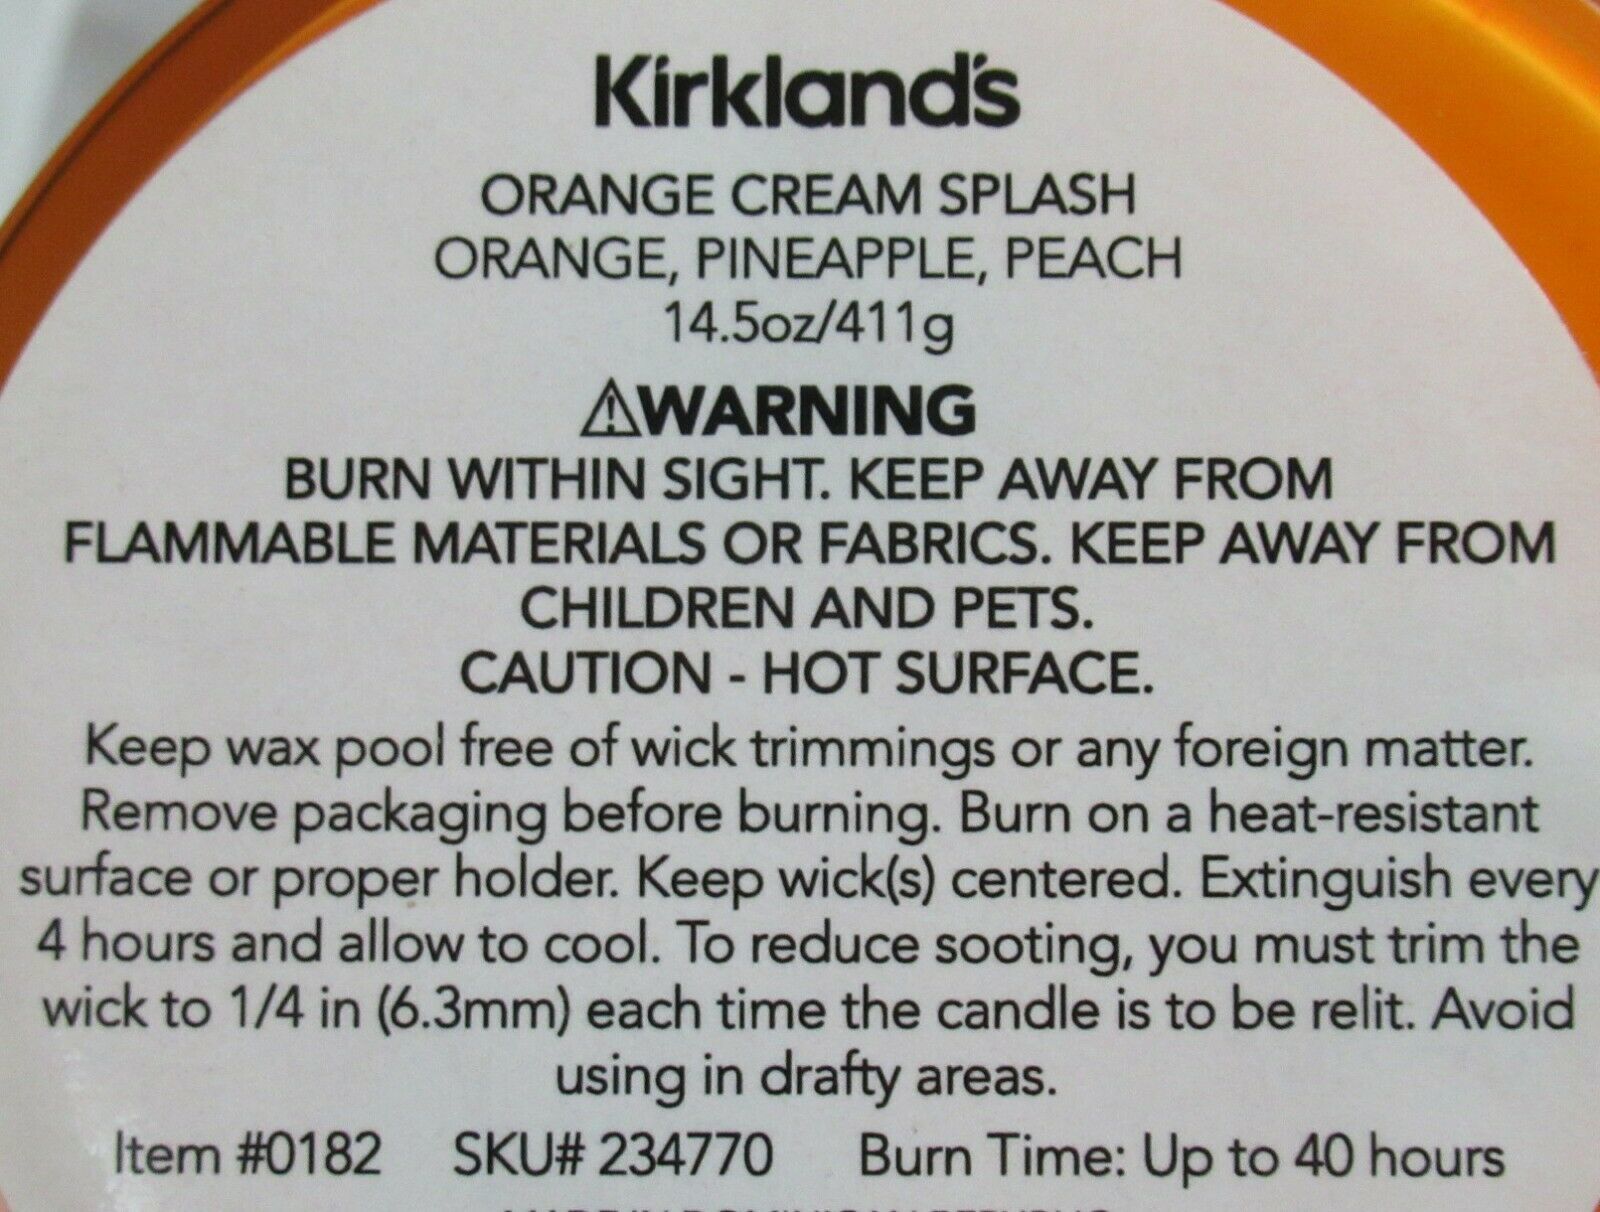 Kirkland's
ORANGE CREAM SPLASH
ORANGE, PINEAPPLE, PEACH
14.5oz/411g
⚠WARNING
BURN WITHIN SIGHT. KEEP AWAY FROM
FLAMMABLE MATERIALS OR FABRICS. KEEP AWAY FROM
CHILDREN AND PETS.
CAUTION - HOT SURFACE.
Keep wax pool free of wick trimmings or any foreign matter.
Remove packaging before burning. Burn on a heat-resistant
surface or proper holder. Keep wick(s) centered. Extinguish every
4 hours and allow to cool. To reduce sooting, you must trim the
wick to 1/4 in (6.3mm) each time the candle is to be relit. Avoid
using in drafty areas.
Item #0182 SKU# 234770 Burn Time: Up to 40 hours